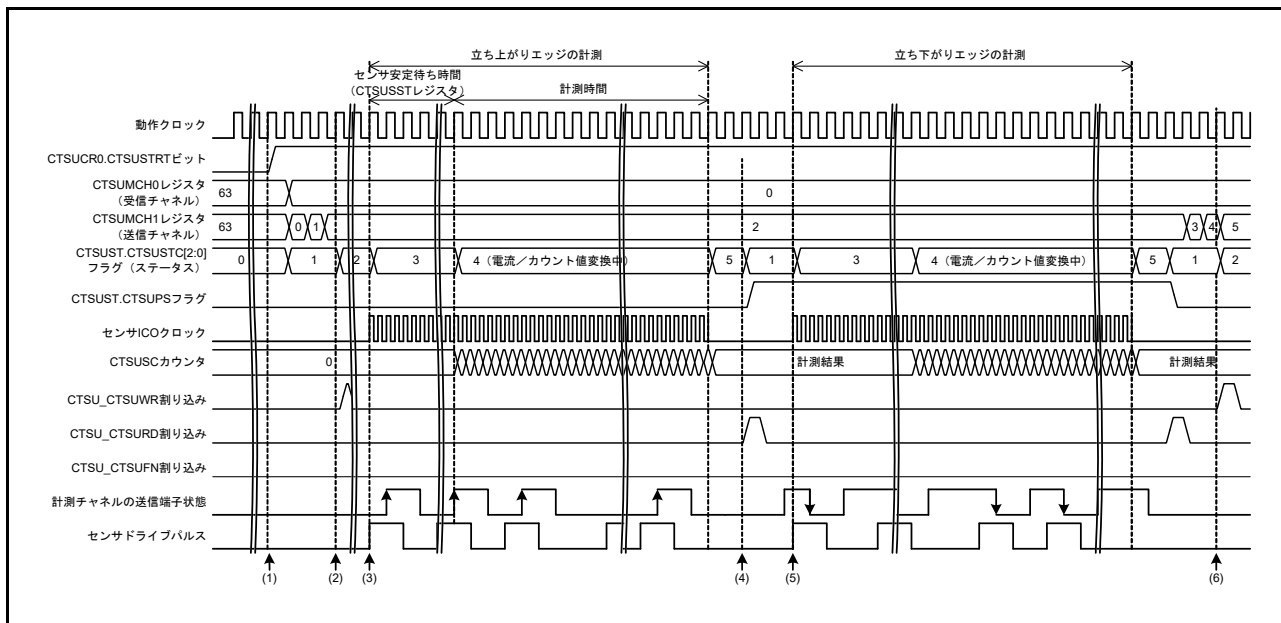 立ち上がりエッジの計測
立ち下がりエッジの計測
センサ安定待ち時間
(CTSUSSTレジスタ)
計測時間
動作クロック
CTSUCR0.CTSUSTRTビット
CTSUMCH0レジスタ
(受信チャネル)
63
0
CTSUMCH1レジスタ
(送信チャネル)
63
0
1
2
3
4
5
CTSUST.CTSUSTC[2:0]
フラグ(ステータス)
0
1
2
3
4(電流/カウント値変換中)
5
1
3
4(電流/カウント値変換中)
5
1
2
CTSUST.CTSUPSフラグ
センサICOクロック
CTSUSCカウンタ
0
計測結果
計測結果
CTSU_CTSUWR割り込み
CTSU_CTSURD割り込み
CTSU_CTSUFN割り込み
計測チャネルの送信端子状態
センサドライブパルス
(1)
(2)
(3)
(4)
(5)
(6)